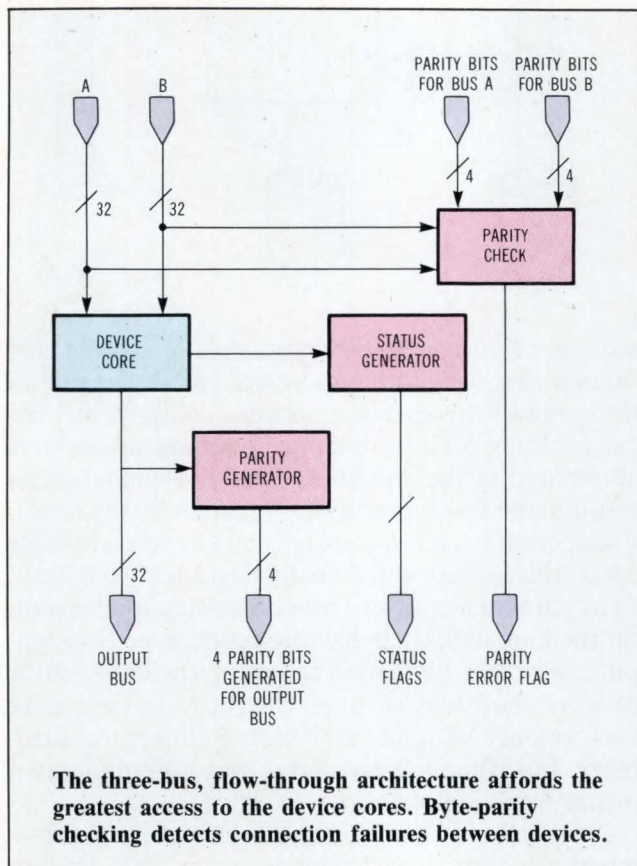 A
B
PARITY BITS
FOR BUS A
PARITY BITS
FOR BUS B
32
32
4
4
PARITY
CHECK
DEVICE
CORE
STATUS
GENERATOR
PARITY
GENERATOR
32
4
OUTPUT
BUS
4 PARITY BITS
GENERATED
FOR OUTPUT
BUS
STATUS
FLAGS
PARITY
ERROR FLAG
The three-bus, flow-through architecture affords the
greatest access to the device cores. Byte-parity
checking detects connection failures between devices.